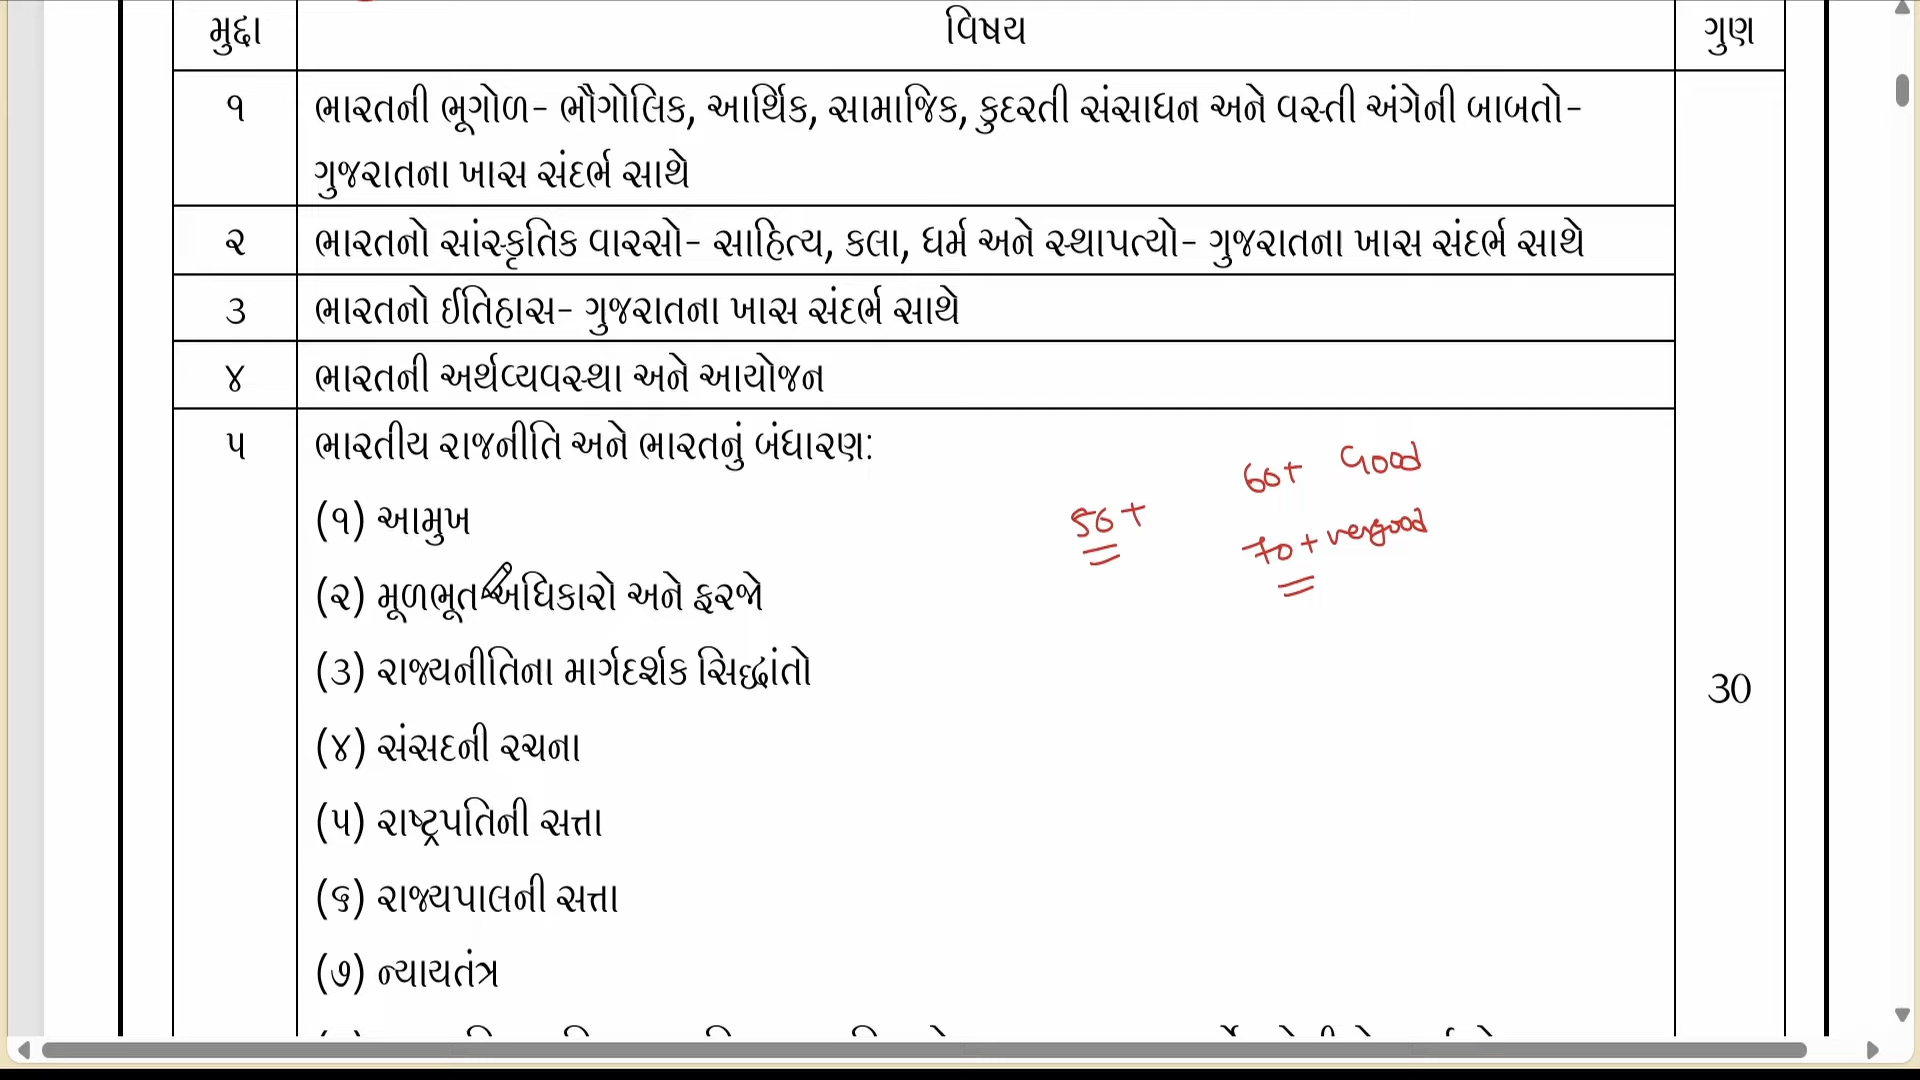 મુદ્દા વિષય ગુણ
૧ ભારતની ભૂગોળ- ભૌગોલિક, આર્થિક, સામાજિક, કુદરતી સંસાધન અને વસ્તી અંગેની બાબતો-
ગુજરાતના ખાસ સંદર્ભ સાથે
૨ ભારતનો સાંસ્કૃતિક વારસો- સાહિત્ય, કલા, ધર્મ અને સ્થાપત્યો- ગુજરાતના ખાસ સંદર્ભ સાથે
૩ ભારતનો ઈતિહાસ- ગુજરાતના ખાસ સંદર્ભ સાથે
૪ ભારતની અર્થવ્યવસ્થા અને આયોજન
૫ ભારતીય રાજનીતિ અને ભારતનું બંધારણ:
60+ Good
(૧) આમુખ
50+
70+ verygood
(૨) મૂળભૂત અધિકારો અને ફરજો
(૩) રાજ્યનીતિના માર્ગદર્શક સિદ્ધાંતો
30
(૪) સંસદની રચના
(૫) રાષ્ટ્રપતિની સત્તા
(૬) રાજ્યપાલની સત્તા
(૭) ન્યાયતંત્ર